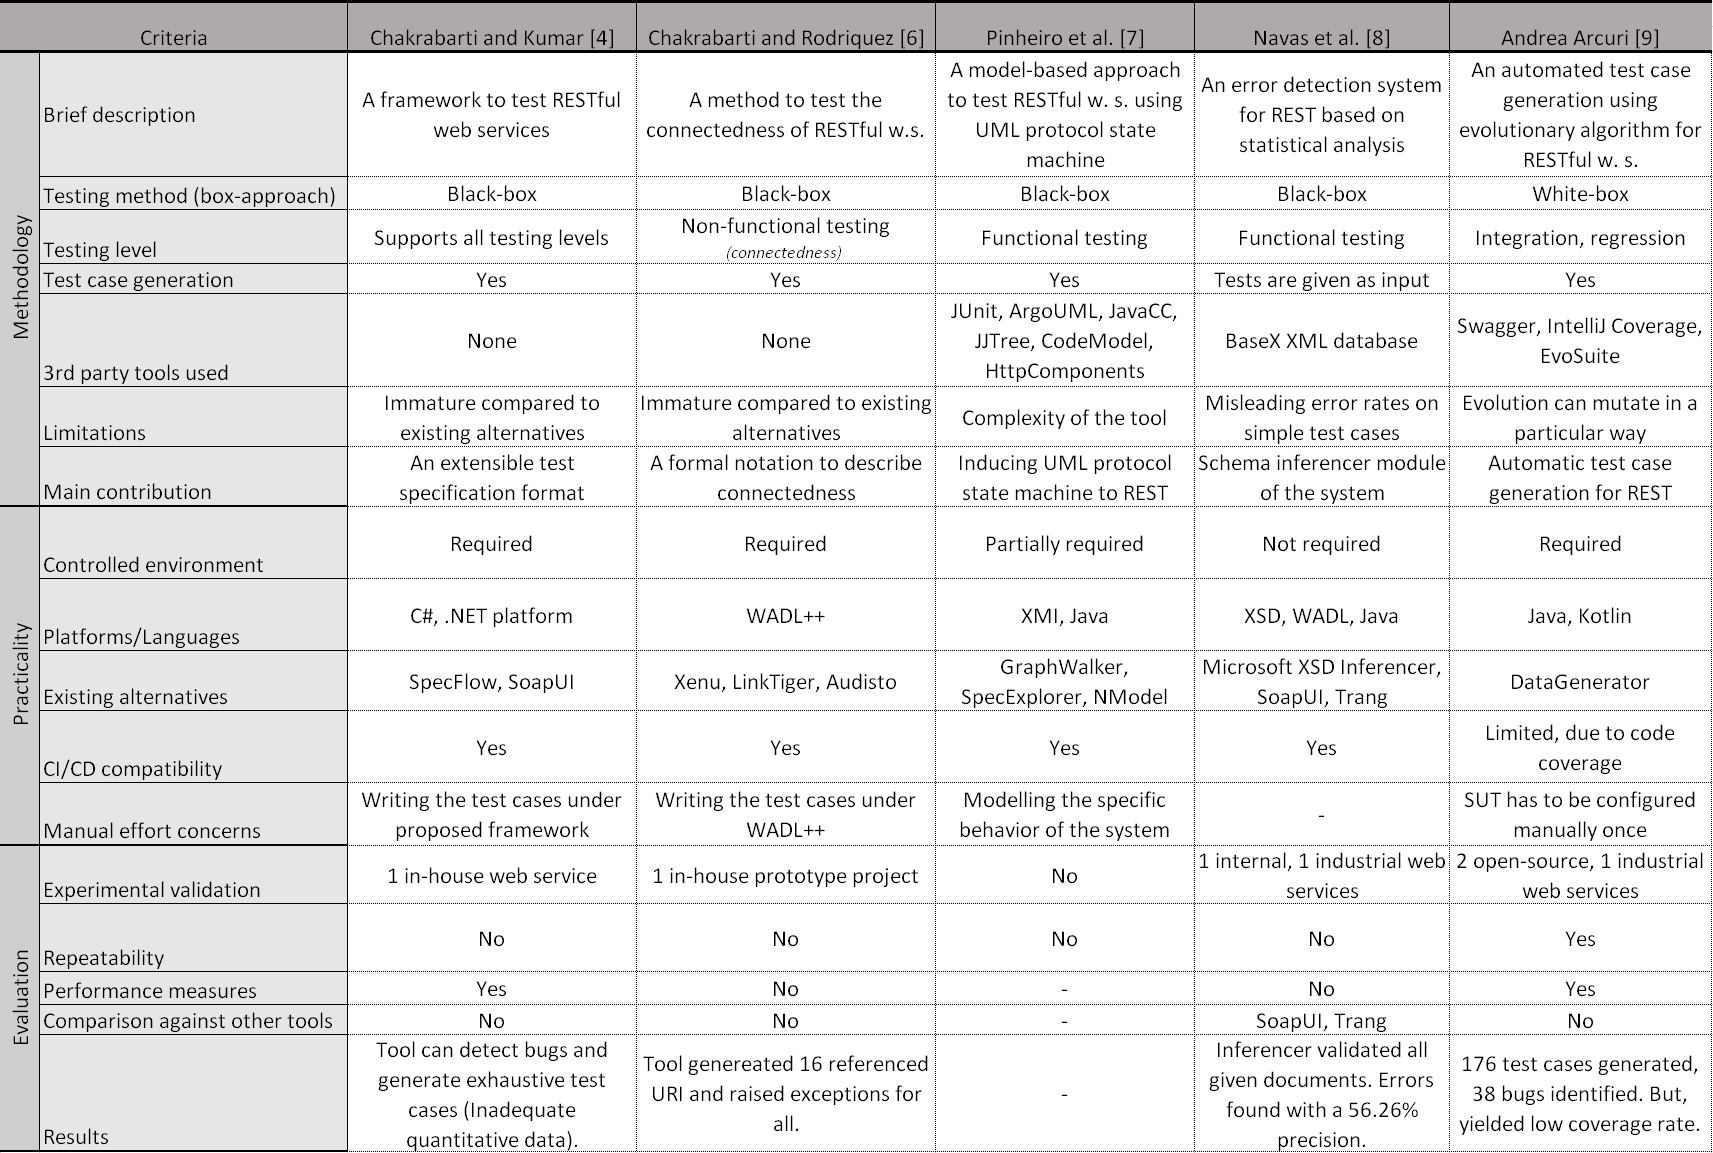 Criteria
Chakrabarti and Kumar [4]
Chakrabarti and Rodriquez [6]
Pinheiro et al. [7]
Navas et al. [8]
Andrea Arcuri [9]
Methodology
Brief description
A framework to test RESTful
web services
A method to test the
connectedness of RESTful w.s.
A model-based approach
to test RESTful w. s. using
UML protocol state
machine
An error detection system
for REST based on
statistical analysis
An automated test case
generation using
evolutionary algorithm for
RESTful w. s.
Testing method (box-approach)
Black-box
Black-box
Black-box
Black-box
White-box
Testing level
Supports all testing levels
Non-functional testing
(connectedness)
Functional testing
Functional testing
Integration, regression
Test case generation
Yes
Yes
Yes
Tests are given as input
Yes
3rd party tools used
None
None
JUnit, ArgoUML, JavaCC,
JJTree, CodeModel,
HttpComponents
BaseX XML database
Swagger, IntelliJ Coverage,
EvoSuite
Limitations
Immature compared to
existing alternatives
Immature compared to existing
alternatives
Complexity of the tool
Misleading error rates on
simple test cases
Evolution can mutate in a
particular way
Main contribution
An extensible test
specification format
A formal notation to describe
connectedness
Inducing UML protocol
state machine to REST
Schema inferencer module
of the system
Automatic test case
generation for REST
Practicality
Controlled environment
Required
Required
Partially required
Not required
Required
Platforms/Languages
C#, .NET platform
WADL++
XMI, Java
XSD, WADL, Java
Java, Kotlin
Existing alternatives
SpecFlow, SoapUI
Xenu, LinkTiger, Audisto
GraphWalker,
SpecExplorer, NModel
Microsoft XSD Inferencer,
SoapUI, Trang
DataGenerator
CI/CD compatibility
Yes
Yes
Yes
Yes
Limited, due to code
coverage
Manual effort concerns
Writing the test cases under
proposed framework
Writing the test cases under
WADL++
Modelling the specific
behavior of the system
-
SUT has to be configured
manually once
Evaluation
Experimental validation
1 in-house web service
1 in-house prototype project
No
1 internal, 1 industrial web
services
2 open-source, 1 industrial
web services
Repeatability
No
No
No
No
Yes
Performance measures
Yes
No
-
No
Yes
Comparison against other tools
No
No
-
SoapUI, Trang
No
Results
Tool can detect bugs and
generate exhaustive test
cases (Inadequate
quantitative data).
Tool genereated 16 referenced
URI and raised exceptions for
all.
-
Inferencer validated all
given documents. Errors
found with a 56.26%
precision.
176 test cases generated,
38 bugs identified. But,
yielded low coverage rate.